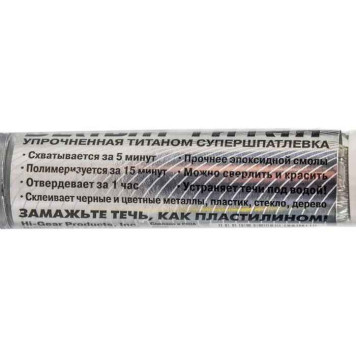 УПРОЧНЕННАЯ ТИТАНОМ СУПЕРШПАТЛЕВКА
• Схватывается за 5 минут • Прочнее эпоксидной смолы
• Полимеризуется за 15 минут • Можно сверлить и красить
• Отвердевает за 1 час • Устраняет течи под водой!
• Склеивает черные и цветные металлы, пластик, стекло, дерево
ЗАМАЖЬТЕ ТЕЧЬ, КАК ПЛАСТИЛИНОМ!
Hi-Gear Products, Inc.